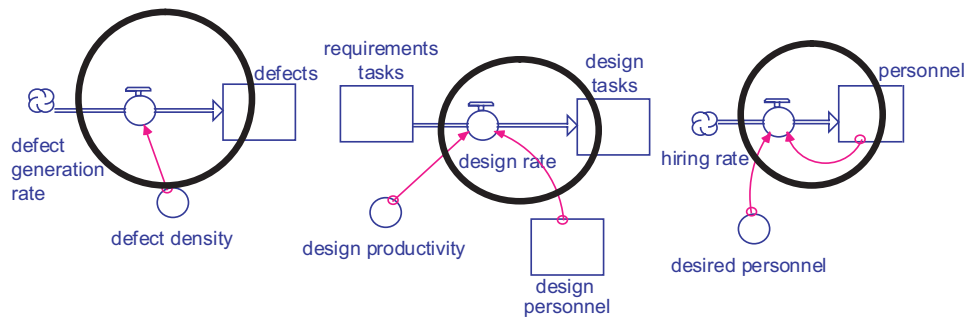 defects
defect
generation
rate
defect density
requirements
tasks
design
tasks
design rate
design productivity
design
personnel
personnel
hiring rate
desired personnel